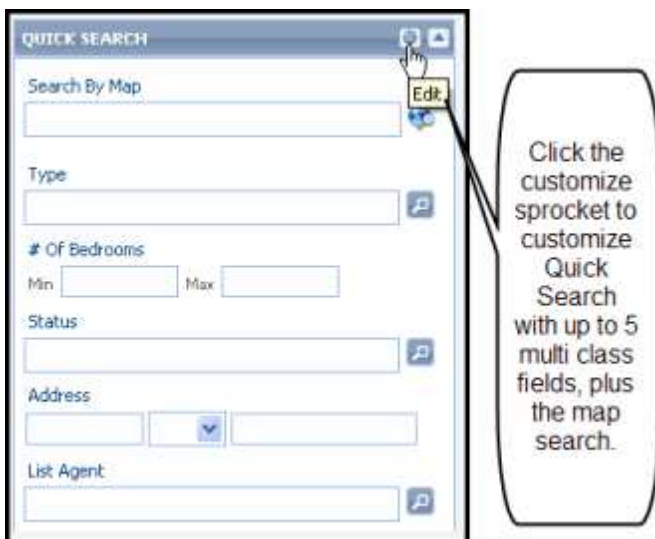 QUICK SEARCH
Edit
Search By Map
Type
# Of Bedrooms
Min Max
Status
Address
List Agent
Click the
customize
sprocket to
customize
Quick
Search
with up to 5
multi class
fields, plus
the map
search.